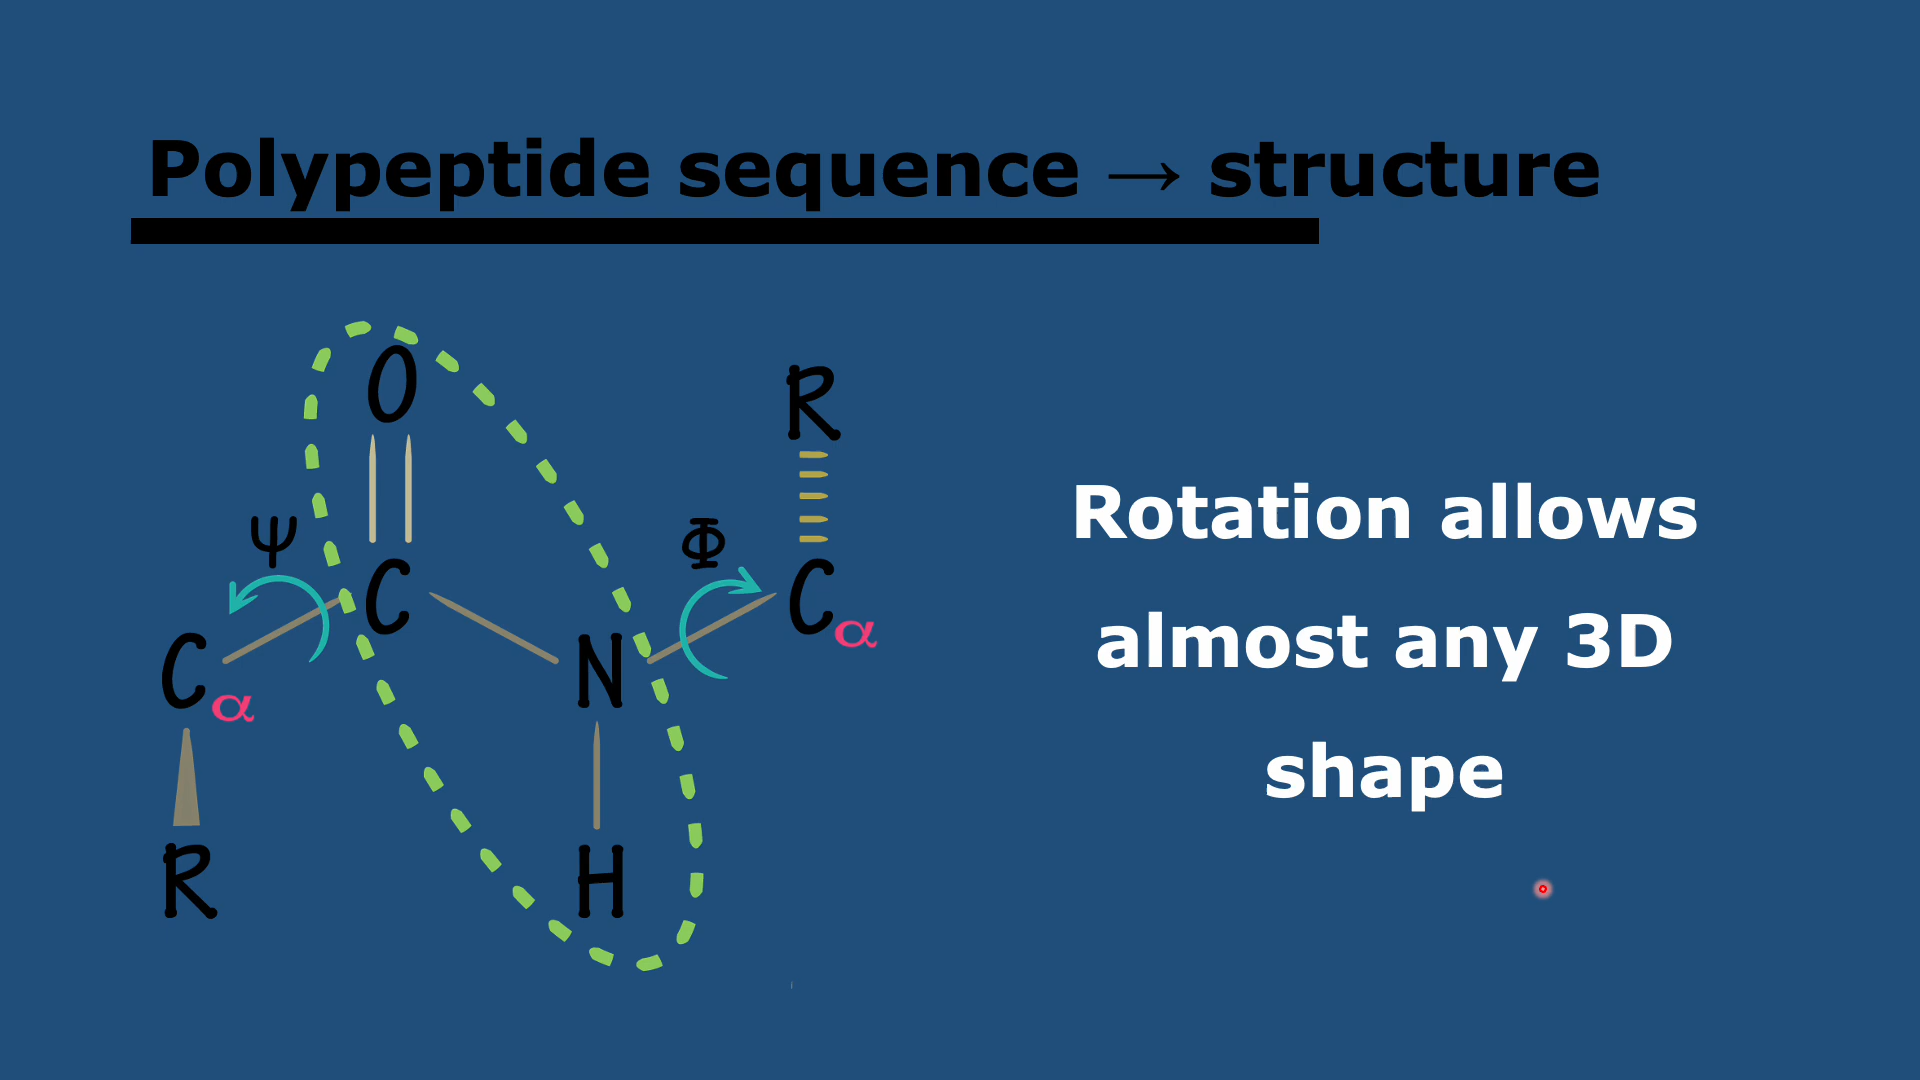 Polypeptide sequence → structure
O
R
Ψ
Φ
C
Cα
Cα
N
R
H
Rotation allows
almost any 3D
shape